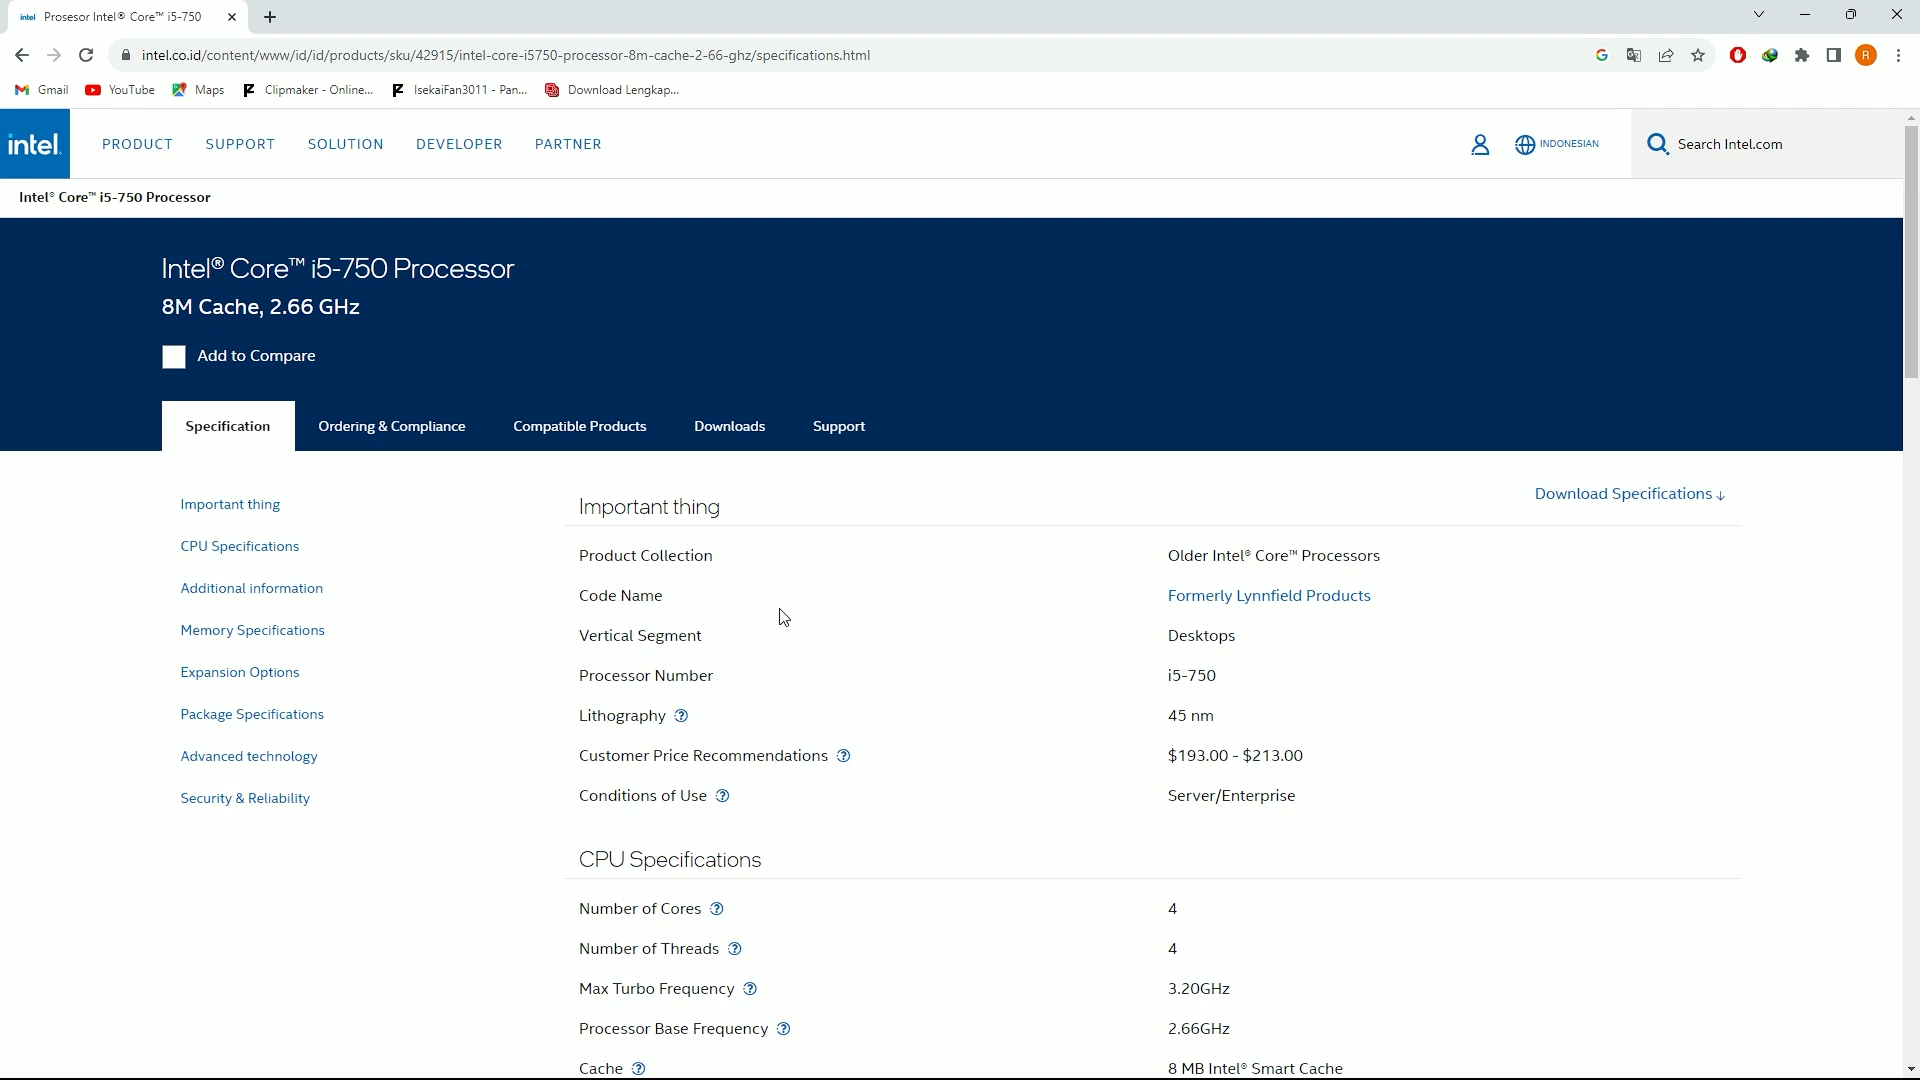 intel Prosesor Intel® Core™ i5-750
intel.co.id/content/www/id/id/products/sku/42915/intel-core-i5750-processor-8m-cache-2-66-ghz/specifications.html
R
Gmail YouTube Maps Clipmaker - Online... IsekaiFan3011 - Pan... Download Lengkap...
intel. PRODUCT SUPPORT SOLUTION DEVELOPER PARTNER INDONESIAN Search Intel.com
Intel® Core™ i5-750 Processor
Intel® Core™ i5-750 Processor
8M Cache, 2.66 GHz
Add to Compare
Specification Ordering & Compliance Compatible Products Downloads Support
Important thing
CPU Specifications
Additional information
Memory Specifications
Expansion Options
Package Specifications
Advanced technology
Security & Reliability
Download Specifications ↓
Important thing
Product Collection Older Intel® Core™ Processors
Code Name Formerly Lynnfield Products
Vertical Segment Desktops
Processor Number i5-750
Lithography ? 45 nm
Customer Price Recommendations ? $193.00 - $213.00
Conditions of Use ? Server/Enterprise
CPU Specifications
Number of Cores ? 4
Number of Threads ? 4
Max Turbo Frequency ? 3.20GHz
Processor Base Frequency ? 2.66GHz
Cache ? 8 MB Intel® Smart Cache